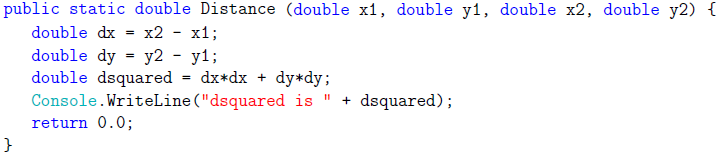 public static double Distance (double x1, double y1, double x2, double y2) {
    double dx = x2 - x1;
    double dy = y2 - y1;
    double dsquared = dx*dx + dy*dy;
    Console.WriteLine("dsquared is " + dsquared);
    return 0.0;
}